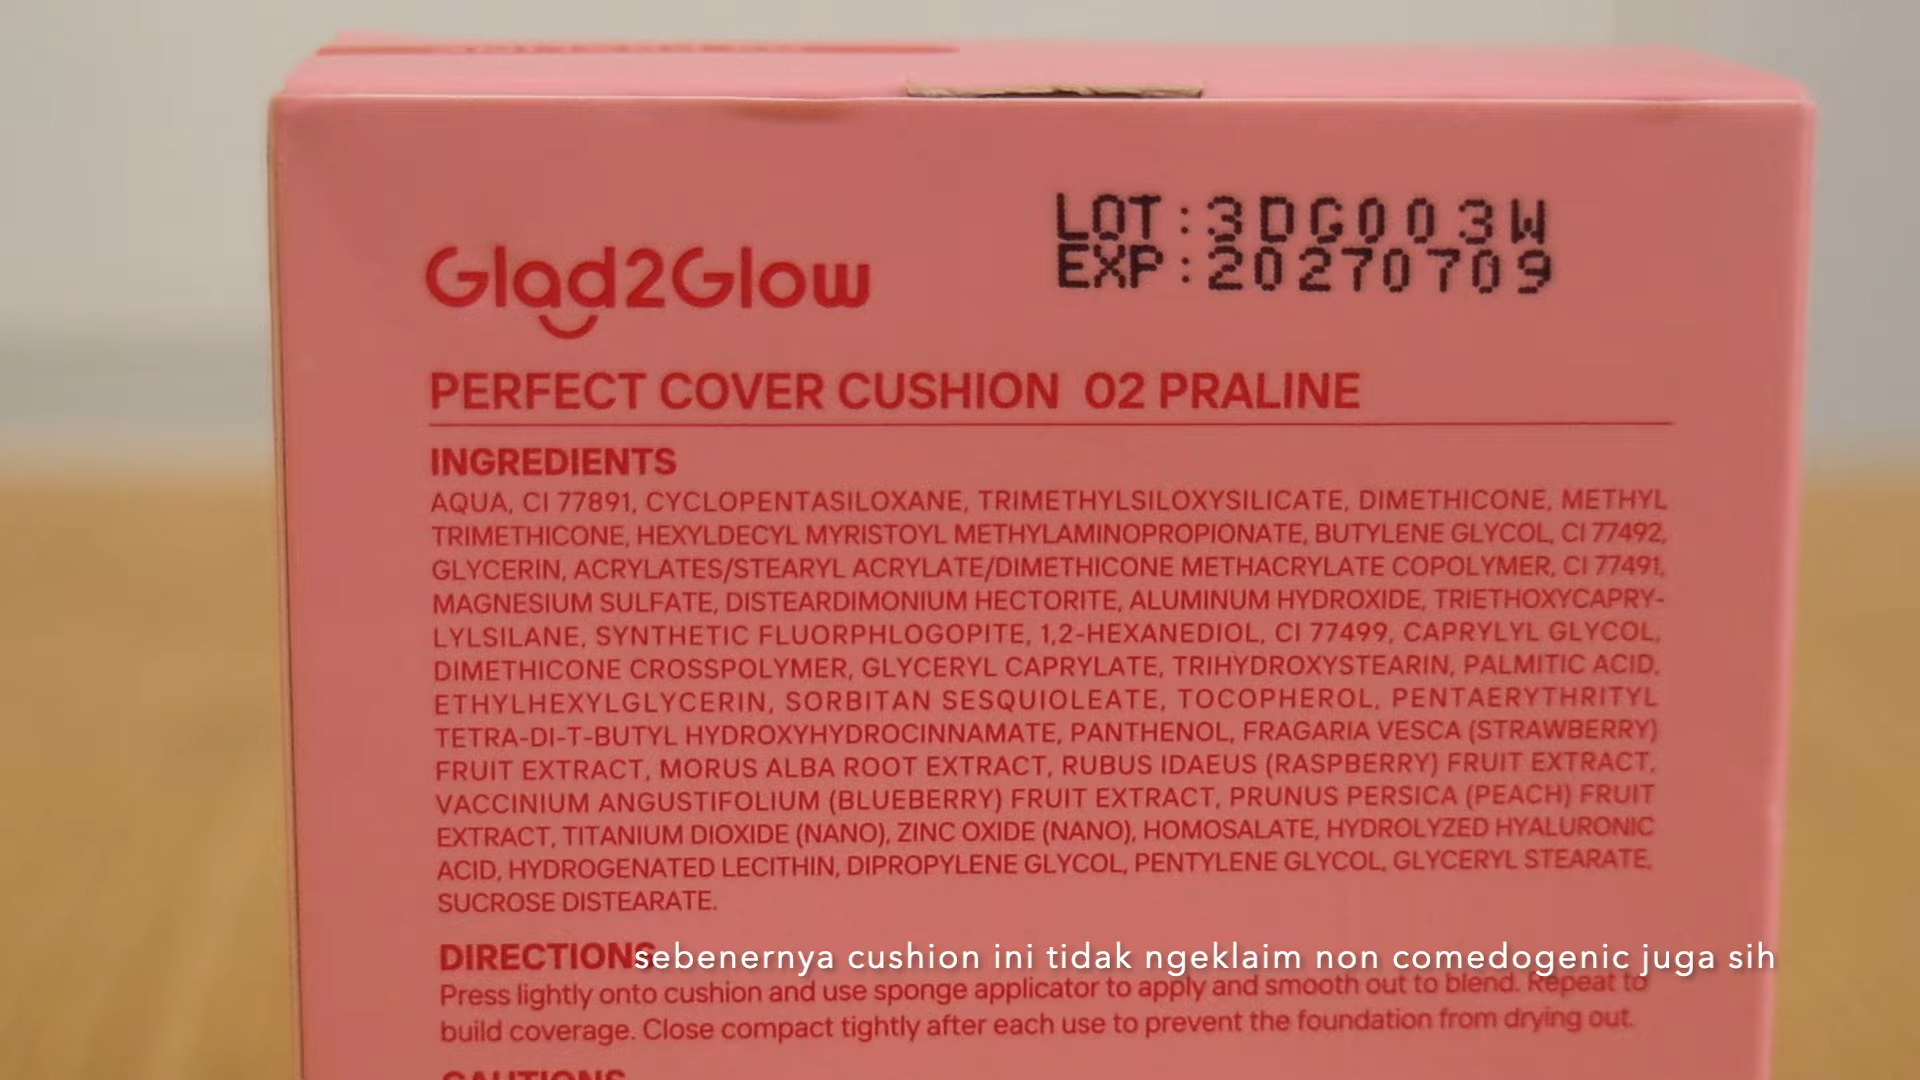 LOT:3DG003W
EXP:20270709
Glad2Glow
PERFECT COVER CUSHION 02 PRALINE
INGREDIENTS
AQUA, CI 77891, CYCLOPENTASILOXANE, TRIMETHYLSILOXYSILICATE, DIMETHICONE, METHYL
TRIMETHICONE, HEXYLDECYL MYRISTOYL METHYLAMINOPROPIONATE, BUTYLENE GLYCOL, CI 77492,
GLYCERIN, ACRYLATES/STEARYL ACRYLATE/DIMETHICONE METHACRYLATE COPOLYMER, CI 77491,
MAGNESIUM SULFATE, DISTEARDIMONIUM HECTORITE, ALUMINUM HYDROXIDE, TRIETHOXYCAPRY-
LYLSILANE, SYNTHETIC FLUORPHLOGOPITE, 1,2-HEXANEDIOL, CI 77499, CAPRYLYL GLYCOL,
DIMETHICONE CROSSPOLYMER, GLYCERYL CAPRYLATE, TRIHYDROXYSTEARIN, PALMITIC ACID,
ETHYLHEXYLGLYCERIN, SORBITAN SESQUIOLEATE, TOCOPHEROL, PENTAERYTHRITYL
TETRA-DI-T-BUTYL HYDROXYHYDROCINNAMATE, PANTHENOL, FRAGARIA VESCA (STRAWBERRY)
FRUIT EXTRACT, MORUS ALBA ROOT EXTRACT, RUBUS IDAEUS (RASPBERRY) FRUIT EXTRACT,
VACCINIUM ANGUSTIFOLIUM (BLUEBERRY) FRUIT EXTRACT, PRUNUS PERSICA (PEACH) FRUIT
EXTRACT, TITANIUM DIOXIDE (NANO), ZINC OXIDE (NANO), HOMOSALATE, HYDROLYZED HYALURONIC
ACID, HYDROGENATED LECITHIN, DIPROPYLENE GLYCOL, PENTYLENE GLYCOL, GLYCERYL STEARATE,
SUCROSE DISTEARATE.
DIRECTIONS
sebenernya cushion ini tidak ngeklaim non comedogenic juga sih
Press lightly onto cushion and use sponge applicator to apply and smooth out to blend. Repeat to
build coverage. Close compact tightly after each use to prevent the foundation from drying out.
CAUTIONS